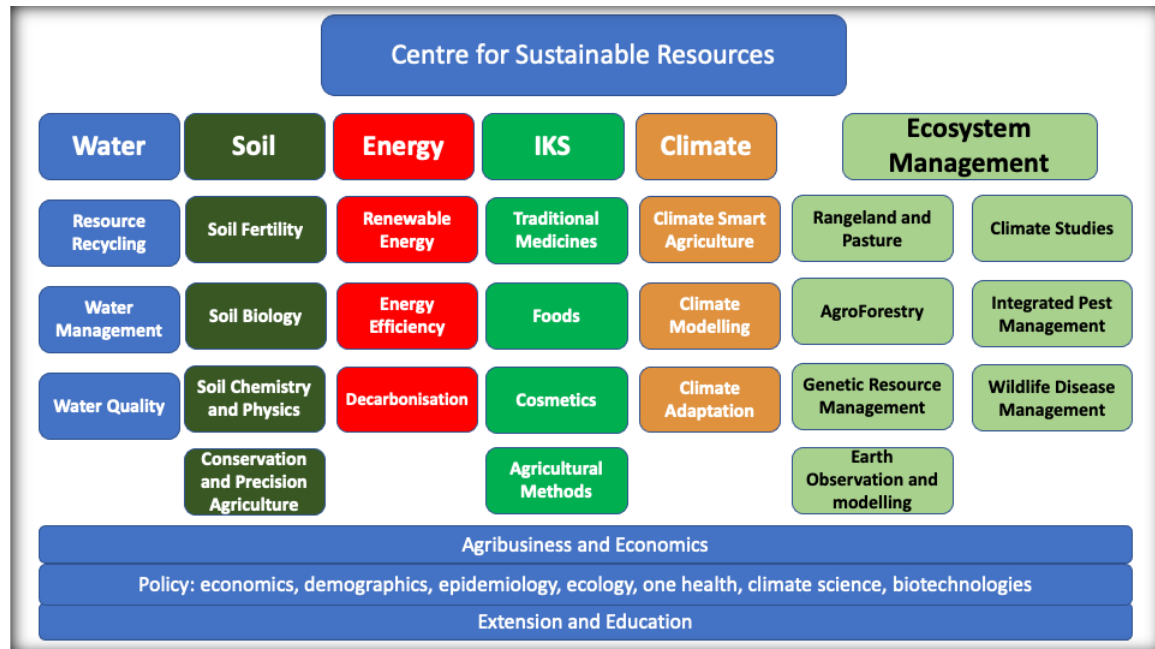 Centre for Sustainable Resources
Water
Soil
Energy
IKS
Climate
Ecosystem
Management
Resource
Recycling
Soil Fertility
Renewable
Energy
Traditional
Medicines
Climate Smart
Agriculture
Rangeland and
Pasture
Climate Studies
Water
Management
Soil Biology
Energy
Efficiency
Foods
Climate
Modelling
AgroForestry
Integrated Pest
Management
Water Quality
Soil Chemistry
and Physics
Decarbonisation
Cosmetics
Climate
Adaptation
Genetic Resource
Management
Wildlife Disease
Management
Conservation
and Precision
Agriculture
Agricultural
Methods
Earth
Observation and
modelling
Agribusiness and Economics
Policy: economics, demographics, epidemiology, ecology, one health, climate science, biotechnologies
Extension and Education